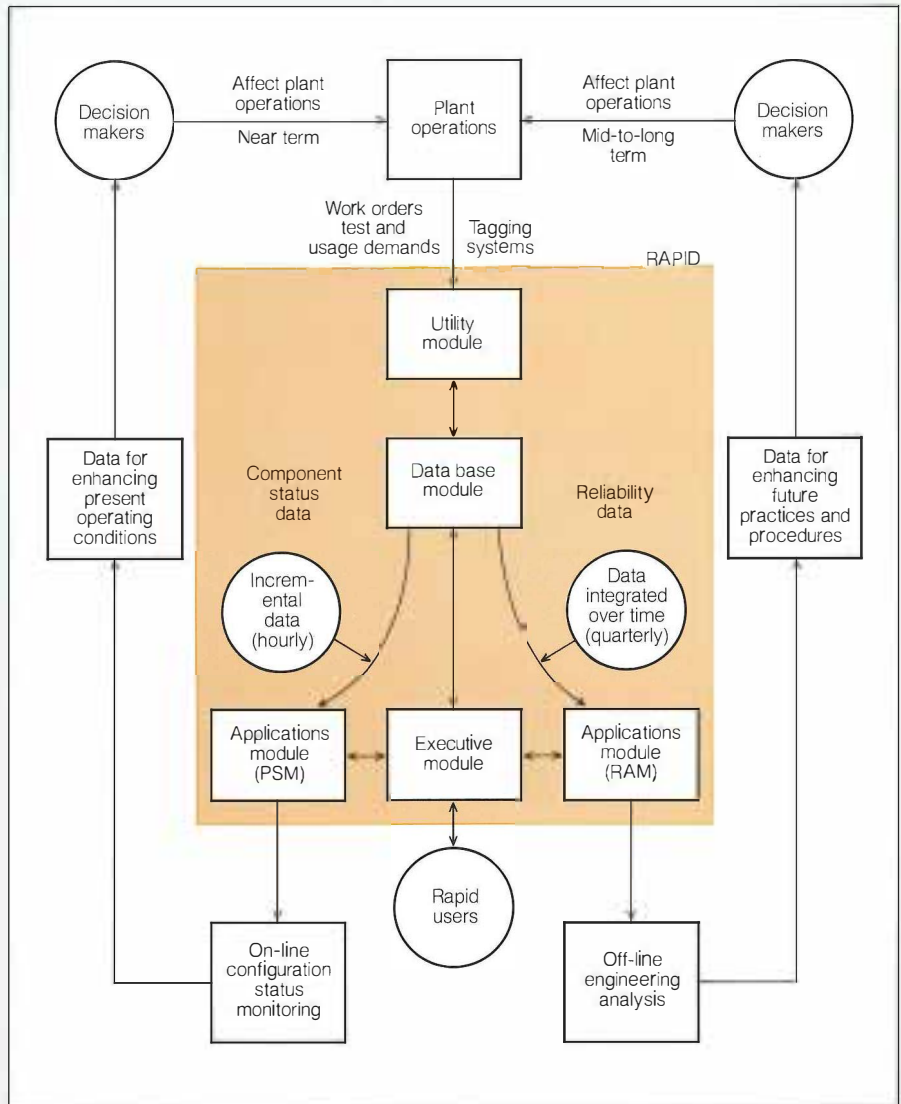 Decision
makers
Affect plant
operations
Near term
Plant
operations
Affect plant
operations
Mid-to-long
term
Decision
makers
Work orders
test and
usage demands
Tagging
systems
RAPID
Utility
module
Data for
enhancing
present
operating
conditions
Component
status
data
Data base
module
Reliability
data
Data for
enhancing
future
practices and
procedures
Increm-
ental
data
(hourly)
Data
integrated
over time
(quarterly)
Applications
module
(PSM)
Executive
module
Applications
module
(RAM)
Rapid
users
On-line
configuration
status
monitoring
Off-line
engineering
analysis